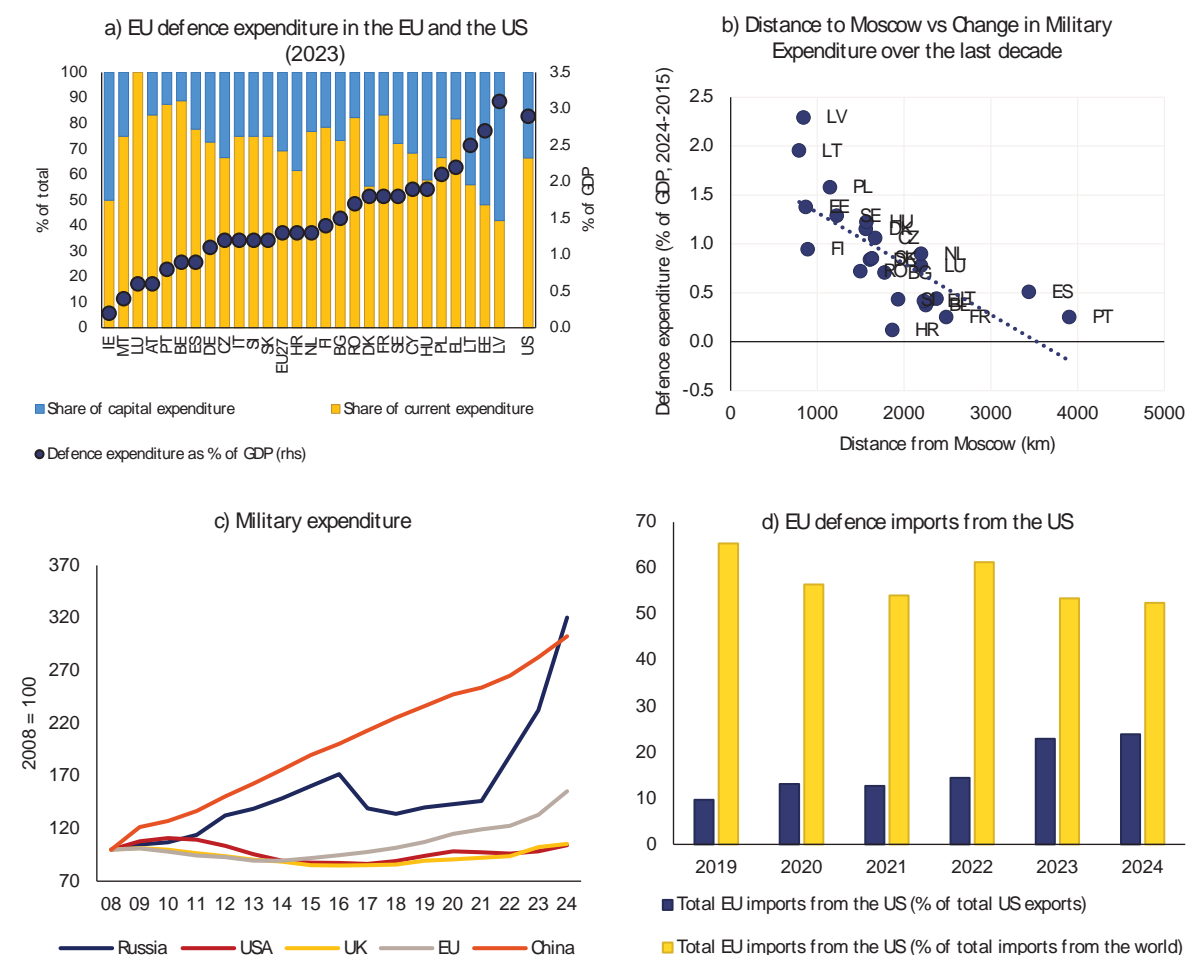 a) EU defence expenditure in the EU and the US
(2023)
100
90
80
70
60
50
40
30
20
10
0
% of total
3.5
3.0
2.5
2.0
1.5
1.0
0.5
0.0
% of GDP
IE MT LU AT PT BE ES DE CZ IT SI SK EU27 HR NL FI BG RO DK FR SE CY HU PL EL LT EE LV US
Share of capital expenditure
Share of current expenditure
Defence expenditure as % of GDP (rhs)
b) Distance to Moscow vs Change in Military
Expenditure over the last decade
Defence expenditure (% of GDP, 2024-2015)
2.5
2.0
1.5
1.0
0.5
0.0
-0.5
LV
LT
PL
EE
SE
HU
DK
CZ
FI
NL
LU
RO
BG
ES
FR
PT
HR
0 1000 2000 3000 4000 5000
Distance from Moscow (km)
c) Military expenditure
370
320
270
220
170
120
70
2008 = 100
08 09 10 11 12 13 14 15 16 17 18 19 20 21 22 23 24
Russia USA UK EU China
d) EU defence imports from the US
70
60
50
40
30
20
10
0
2019 2020 2021 2022 2023 2024
Total EU imports from the US (% of total US exports)
Total EU imports from the US (% of total imports from the world)